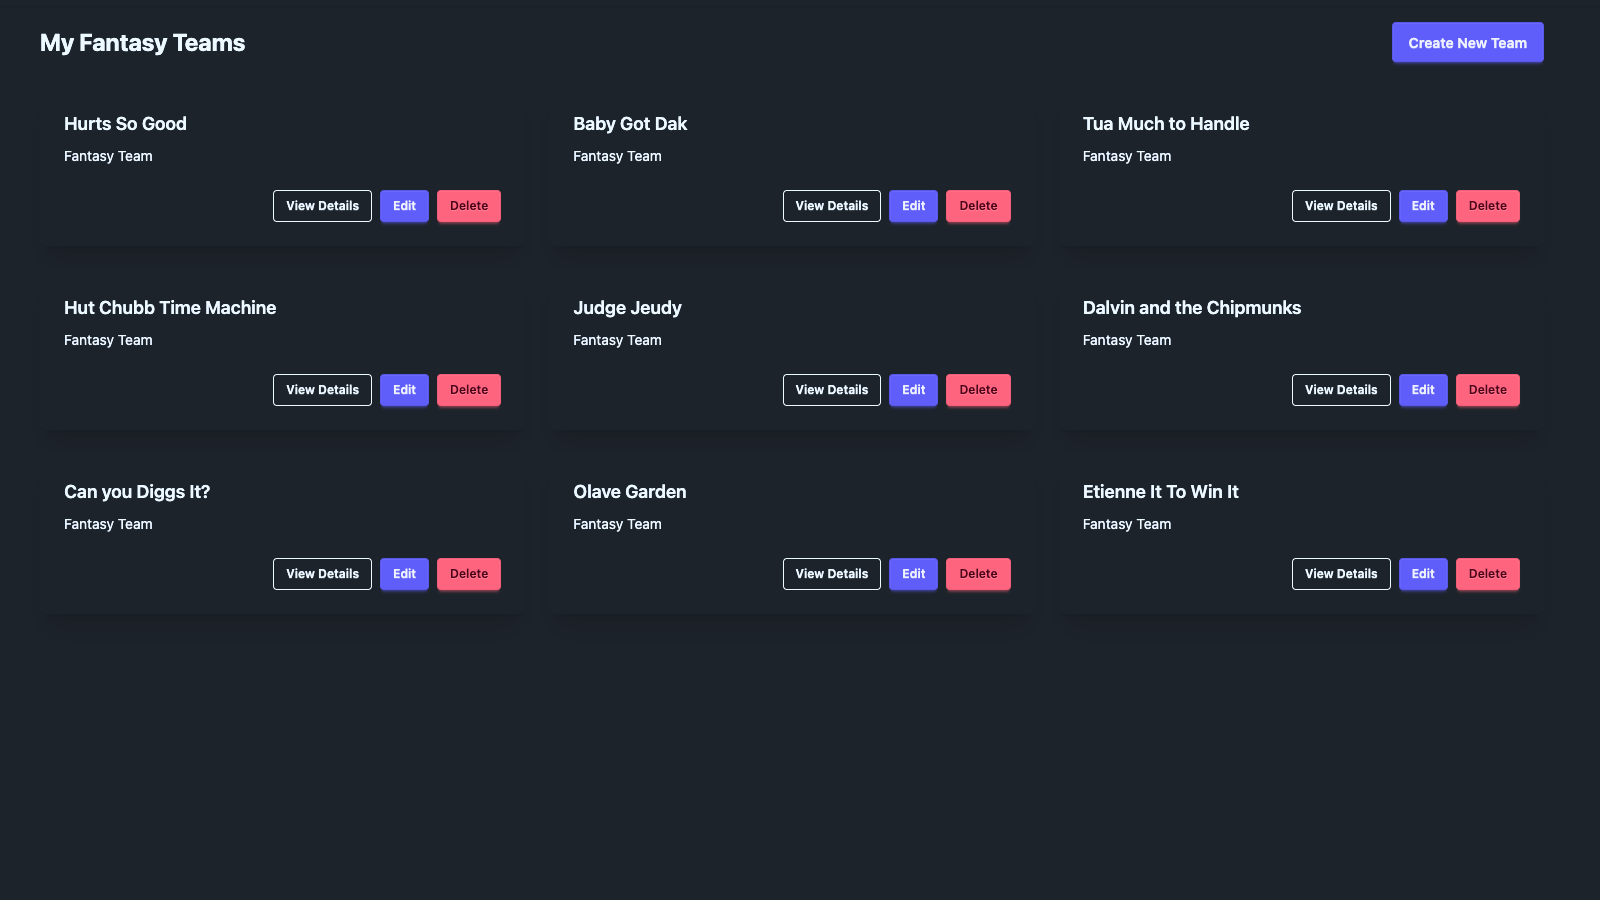 My Fantasy Teams
Create New Team
Hurts So Good
Fantasy Team
View Details Edit Delete
Baby Got Dak
Fantasy Team
View Details Edit Delete
Tua Much to Handle
Fantasy Team
View Details Edit Delete
Hut Chubb Time Machine
Fantasy Team
View Details Edit Delete
Judge Jeudy
Fantasy Team
View Details Edit Delete
Dalvin and the Chipmunks
Fantasy Team
View Details Edit Delete
Can you Diggs It?
Fantasy Team
View Details Edit Delete
Olave Garden
Fantasy Team
View Details Edit Delete
Etienne It To Win It
Fantasy Team
View Details Edit Delete